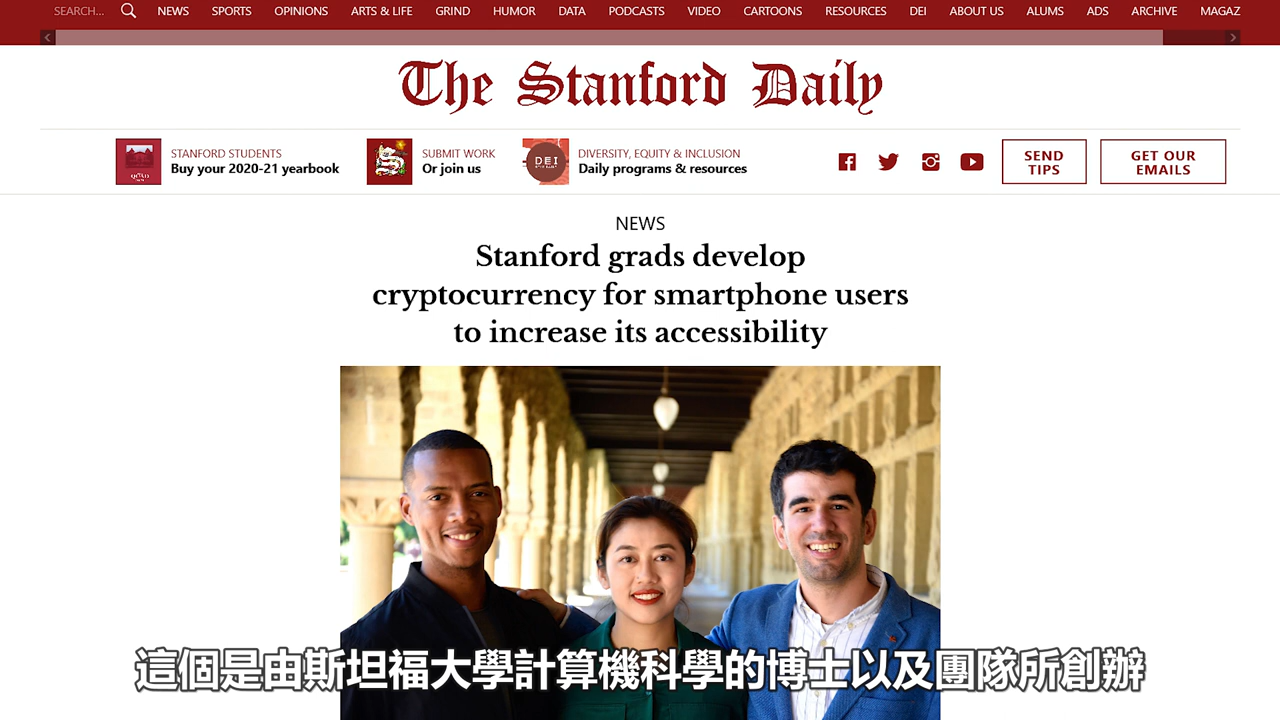 SEARCH... NEWS SPORTS OPINIONS ARTS & LIFE GRIND HUMOR DATA PODCASTS VIDEO CARTOONS RESOURCES DEI ABOUT US ALUMS ADS ARCHIVE MAGAZ
The Stanford Daily
STANFORD STUDENTS
Buy your 2020-21 yearbook
SUBMIT WORK
Or join us
DEI
DIVERSITY, EQUITY & INCLUSION
Daily programs & resources
SEND
TIPS
GET OUR
EMAILS
NEWS
Stanford grads develop
cryptocurrency for smartphone users
to increase its accessibility
這個是由斯坦福大學計算機科學的博士以及團隊所創辦